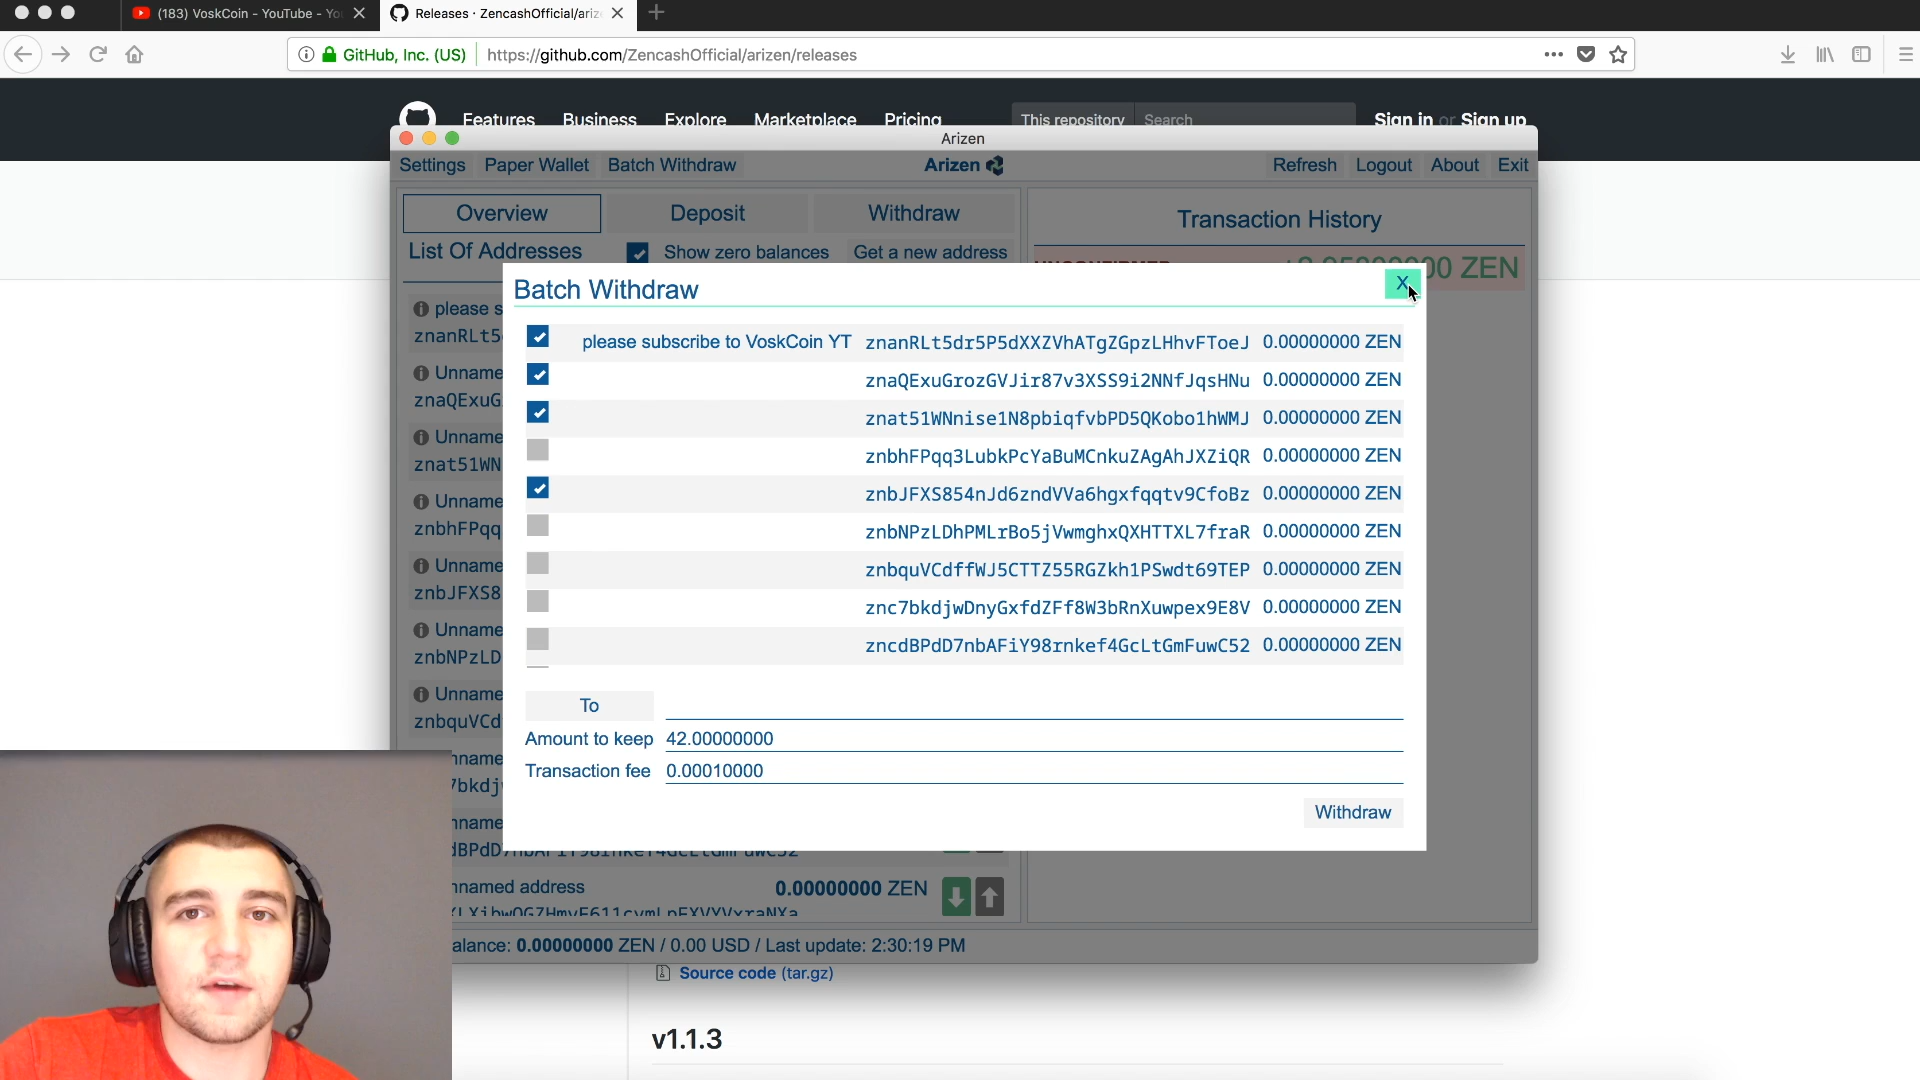 (183) VoskCoin - YouTube - Yo
Releases · ZencashOfficial/ariz
GitHub, Inc. (US)
https://github.com/ZencashOfficial/arizen/releases
Features Business Explore Marketplace Pricing This repository Search Sign in or Sign up
Arizen
Settings Paper Wallet Batch Withdraw Arizen Refresh Logout About Exit
Overview Deposit Withdraw Transaction History
List Of Addresses Show zero balances Get a new address
ZEN
Batch Withdraw X
please s
znanRLt5
Unname
znaQExuG
Unname
znat51WN
Unname
znbhFPqq
Unname
znbJFXS8
Unname
znbNPzLD
Unname
znbquVCd
please subscribe to VoskCoin YT znanRLt5dr5P5dXXZVhATgZGpzLHhvFToeJ 0.00000000 ZEN
znaQExuGrozGVJir87v3XSS9i2NNfJqsHNu 0.00000000 ZEN
znat51WNnise1N8pbiqfvbPD5QKobo1hWMJ 0.00000000 ZEN
znbhFPqq3LubkPcYaBuMCnkuZAgAhJXZiQR 0.00000000 ZEN
znbJFXS854nJd6zndVVa6hgxfqqtv9CfoBz 0.00000000 ZEN
znbNPzLDhPMLrBo5jVwmghxQXHTTXL7fraR 0.00000000 ZEN
znbquVCdffWJ5CTTZ55RGZkh1PSwdt69TEP 0.00000000 ZEN
znc7bkdjwDnyGxfdZFf8W3bRnXuwpex9E8V 0.00000000 ZEN
zncdBPdD7nbAFiY98rnkef4GcLtGmFuwC52 0.00000000 ZEN
To
Amount to keep 42.00000000
Transaction fee 0.00010000
Withdraw
nnamed address 0.00000000 ZEN
alance: 0.00000000 ZEN / 0.00 USD / Last update: 2:30:19 PM
Source code (tar.gz)
v1.1.3